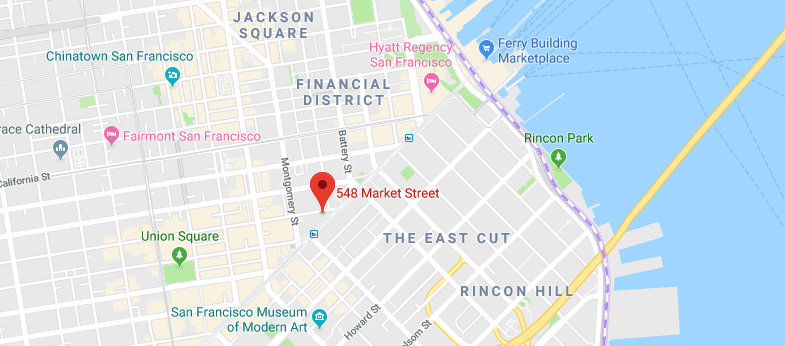 JACKSON
SQUARE
Chinatown San Francisco
Hyatt Regency
San Francisco
Ferry Building
Marketplace
FINANCIAL
DISTRICT
race Cathedral
Fairmont San Francisco
Battery St
Rincon Park
California St
Montgomery St
548 Market Street
Union Square
THE EAST CUT
RINCON HILL
San Francisco Museum
of Modern Art
Howard St
olsom St